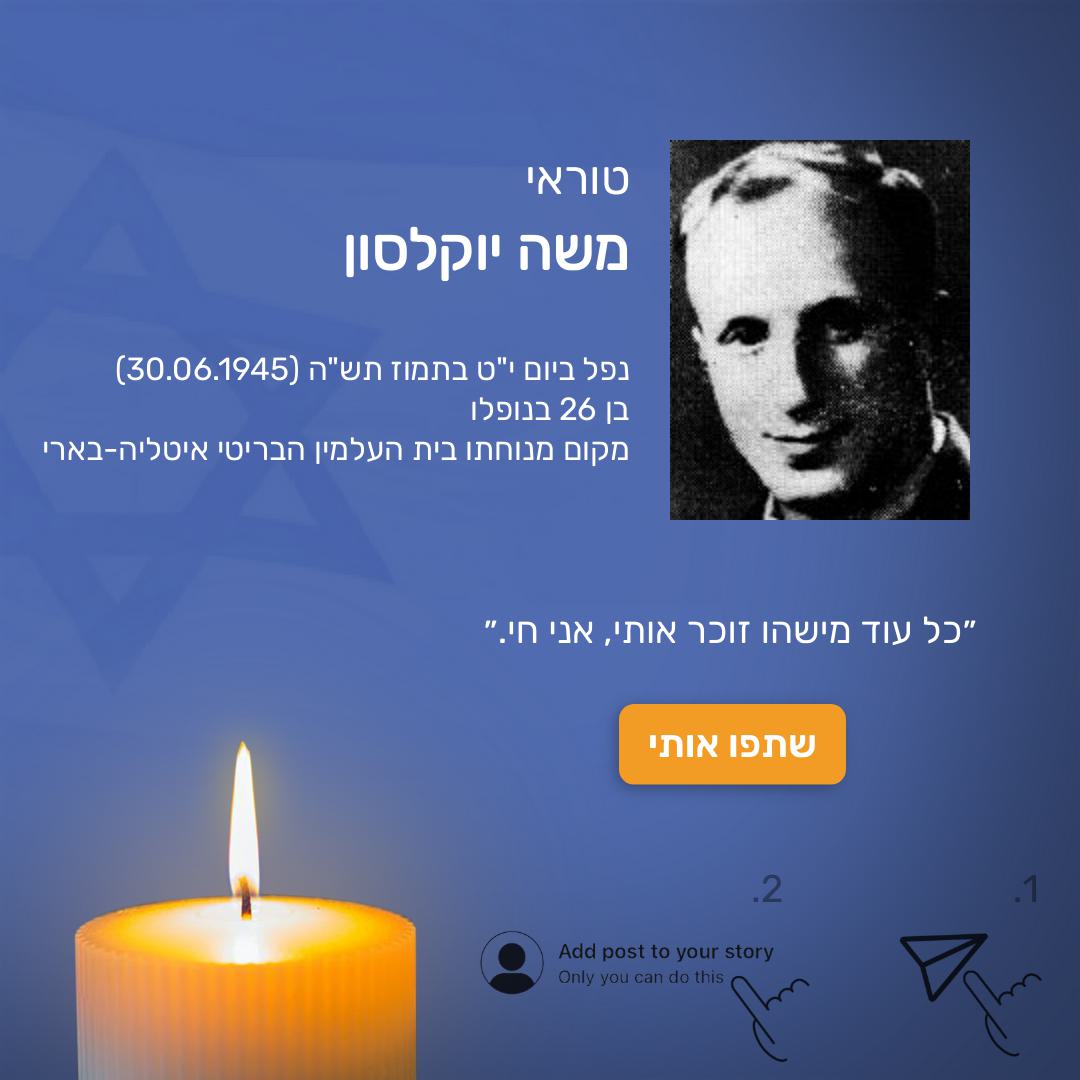 טוראי
משה יוקלסון
נפל ביום י"ט בתמוז תש"ה (30.06.1945)
בן 26 בנופלו
מקום מנוחתו בית העלמין הבריטי איטליה-בארי
״כל עוד מישהו זוכר אותי, אני חי.״
שתפו אותי
1.
2.
Add post to your story
Only you can do this